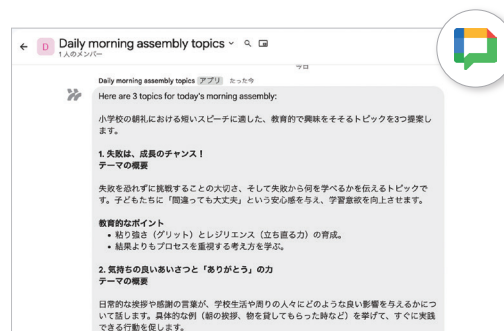 D Daily morning assembly topics
1人のメンバー
今日
Daily morning assembly topics アプリ たった今
Here are 3 topics for today's morning assembly:
小学校の朝礼における短いスピーチに適した、教育的で興味をそそるトピックを3つ提案し
ます。
1. 失敗は、成長のチャンス！
テーマの概要
失敗を恐れずに挑戦することの大切さ、そして失敗から何を学べるかを伝えるトピックで
す。子どもたちに「間違っても大丈夫」という安心感を与え、学習意欲を向上させます。
教育的なポイント
• 粘り強さ（グリット）とレジリエンス（立ち直る力）の育成。
• 結果よりもプロセスを重視する考え方を学ぶ。
2. 気持ちの良いあいさつと「ありがとう」の力
テーマの概要
日常的な挨拶や感謝の言葉が、学校生活や周りの人々にどのような良い影響を与えるかにつ
いて話します。具体的な例（朝の挨拶、物を貸してもらった時など）を挙げて、すぐに実践
できる行動を促します。